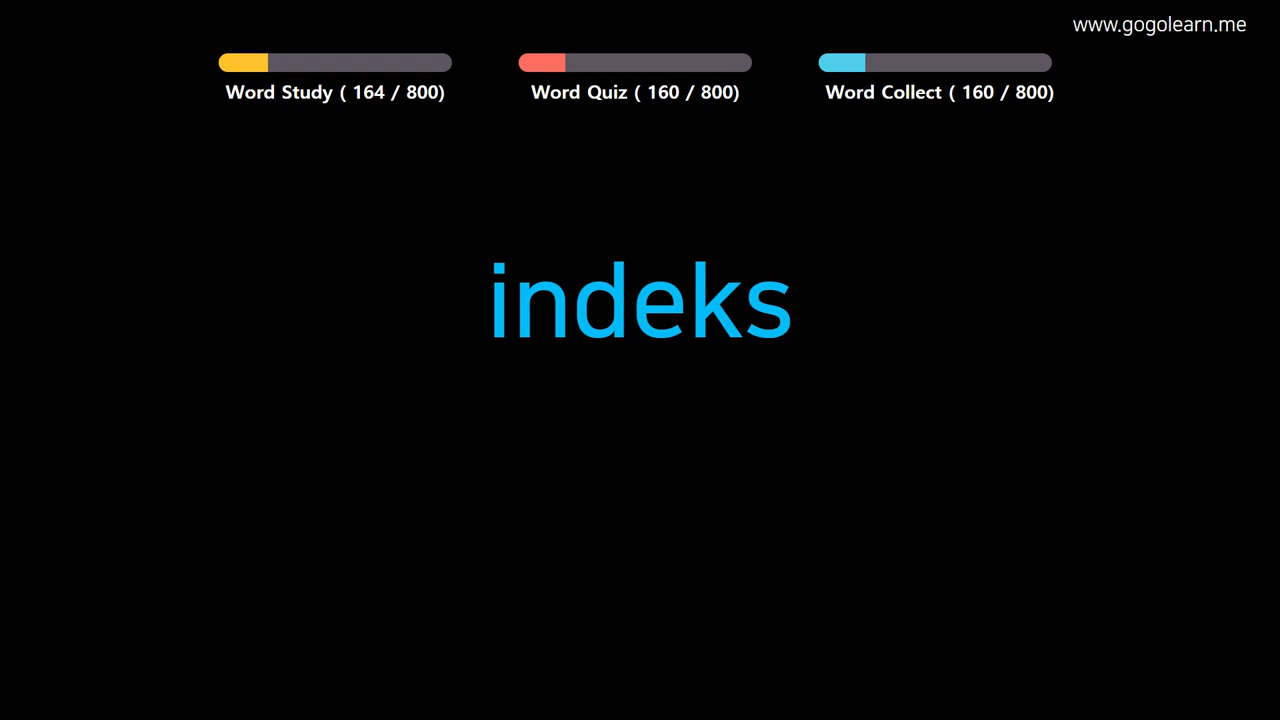 www.gogolearn.me
Word Study ( 164 / 800)
Word Quiz ( 160 / 800)
Word Collect ( 160 / 800)
indeks